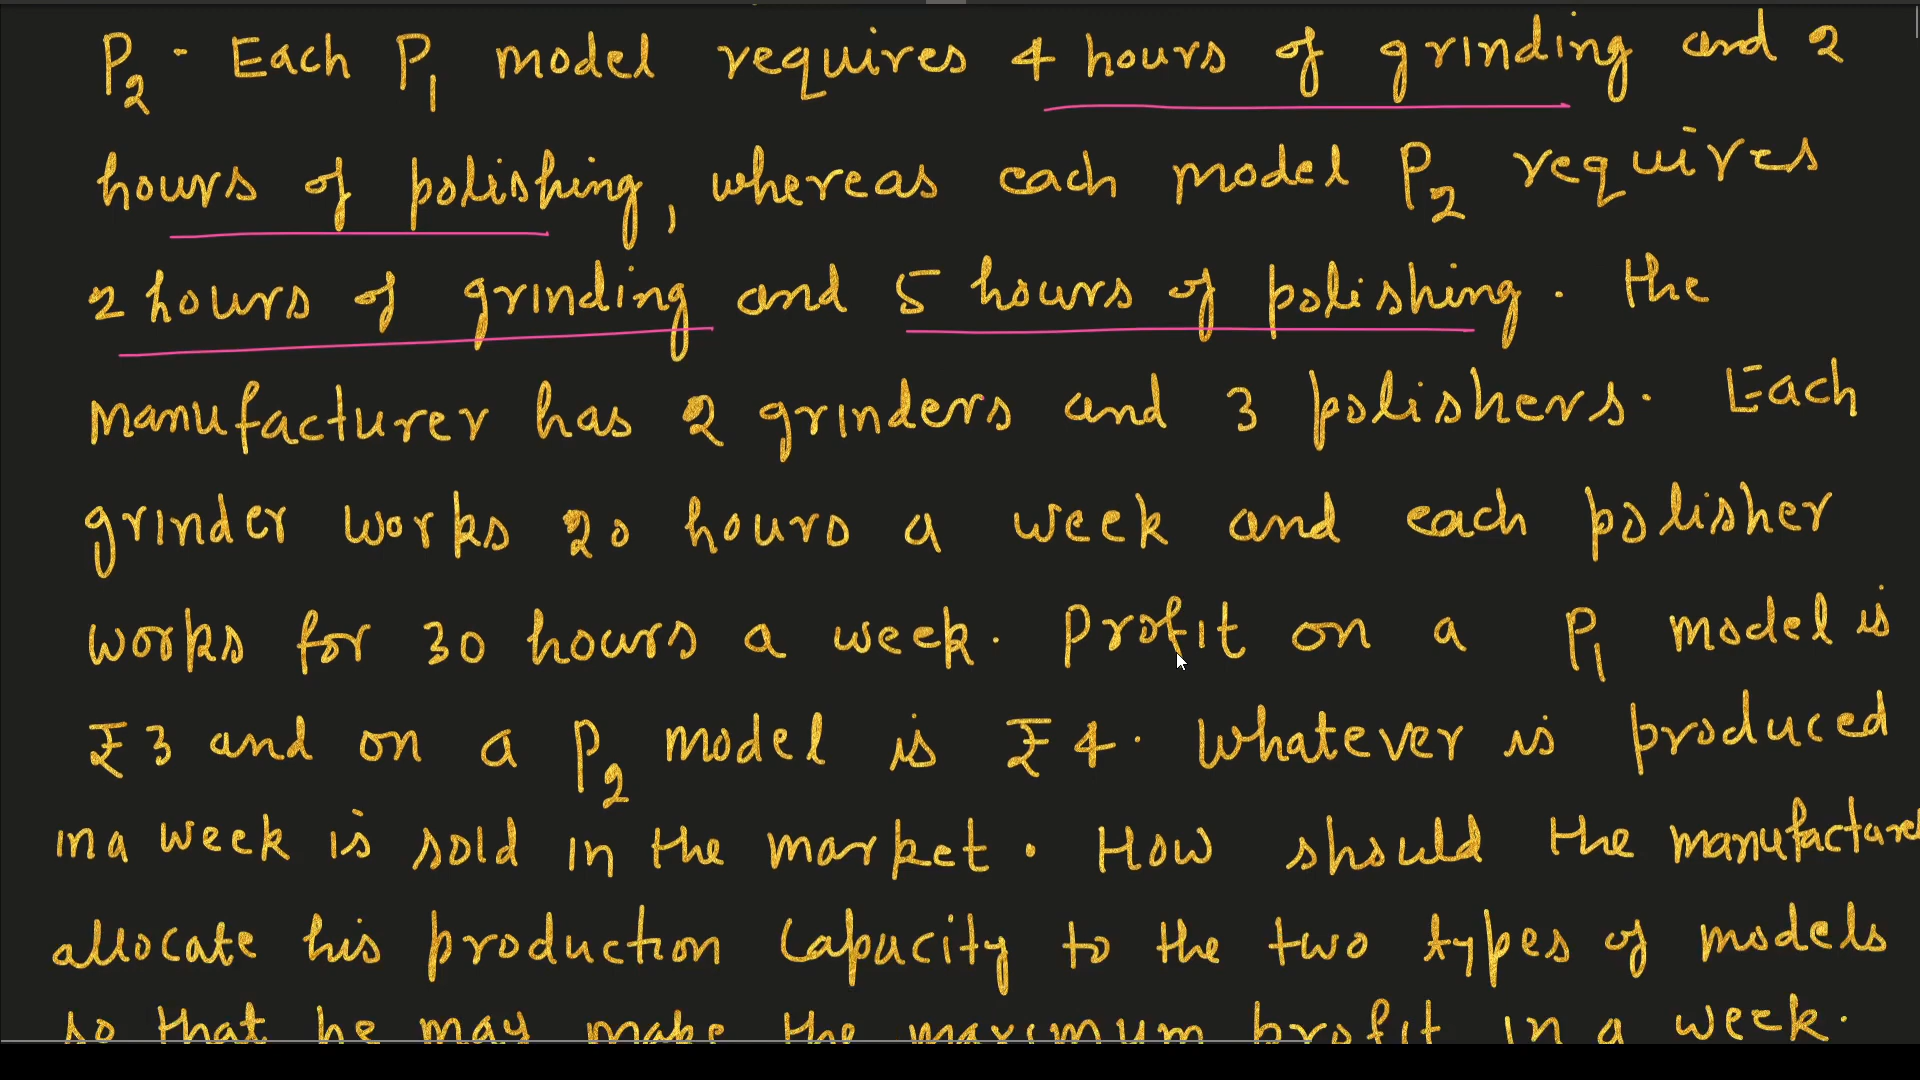 P₂. Each P₁ model requires 4 hours of grinding and 2
hours of polishing, whereas each model P₂ requires
2 hours of grinding and 5 hours of polishing. The
manufacturer has 2 grinders and 3 polishers. Each
grinder works 20 hours a week and each polisher
works for 30 hours a week. Profit on a P₁ model is
₹3 and on a P₂ model is ₹4. Whatever is produced
in a week is sold in the market. How should the manufacturer
allocate his production capacity to the two types of models
so that he may make the maximum profit in a week.